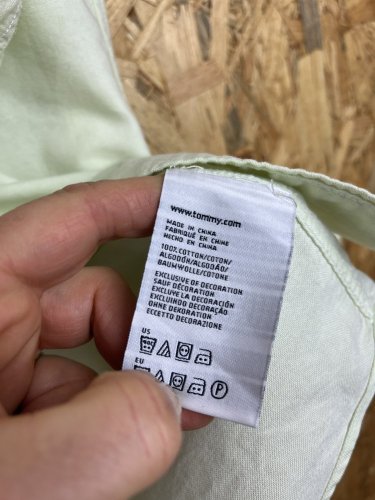 www.tommy.com
MADE IN CHINA
FABRIQUÉ EN CHINE
HECHO EN CHINA
100% COTTON/COTON/
ALGODÓN/ALGODÃO/
BAUMWOLLE/COTONE
EXCLUSIVE OF DECORATION
SAUF DÉCORATION
EXCLUYE LA DECORACIÓN
EXCLUINDO DECORAÇÃO
OHNE DEKORATION
ECCETTO DECORAZIONE
US
EU
P